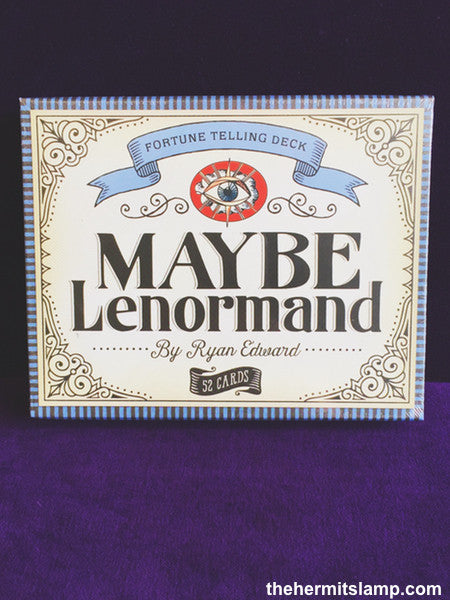 FORTUNE TELLING DECK
MAYBE
Lenormand
By Ryan Edward
52 CARDS
thehermitslamp.com